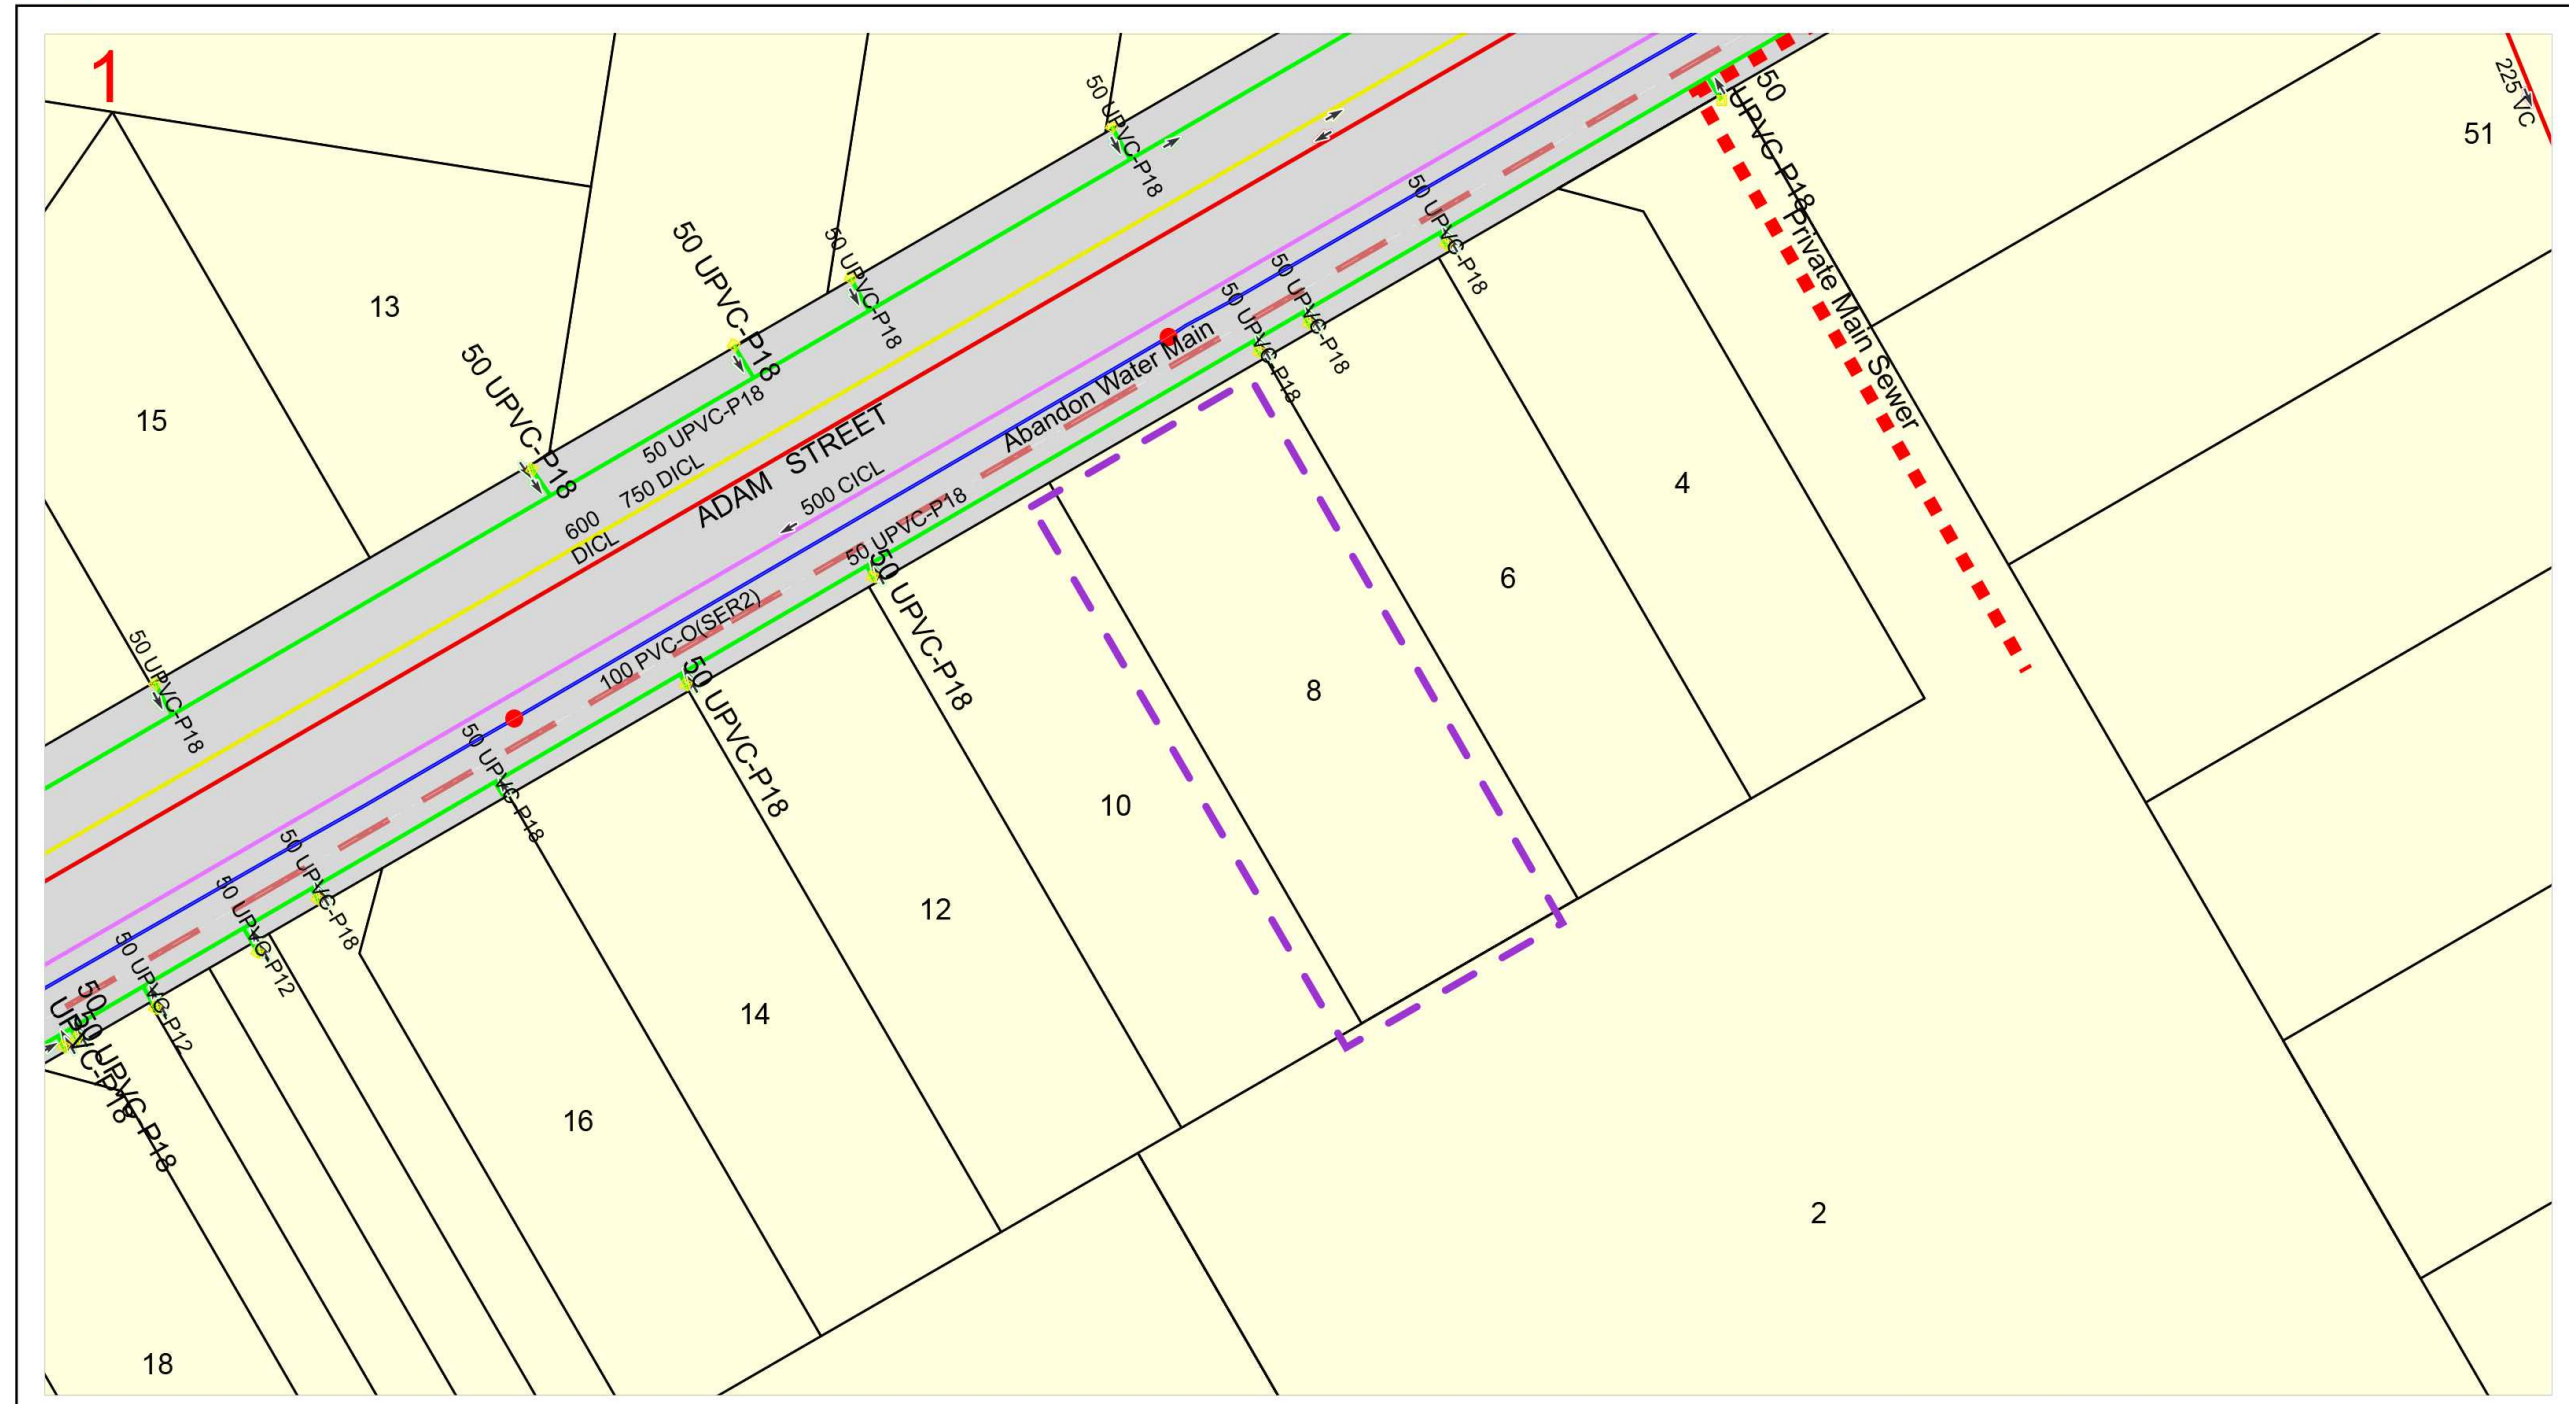 1
225 VC
51
50 UPVC-P18
50
UPVC-P18
Private Main Sewer
50 UPVC-P18
50 UPVC-P18
50 UPVC-P18
13
50 UPVC-P18
50 UPVC-P18
50 UPVC-P18
Abandon Water Main
15
50 UPVC-P18
50 UPVC-P18
750 DICL
600
DICL
ADAM STREET
500 CICL
4
50 UPVC-P18
50 UPVC-P18
6
100 PVC-O(SER2)
50 UPVC-P18
50 UPVC-P18
8
50 UPVC-P18
10
50 UPVC-P18
50 UPVC-P12
12
50 UPVC-P12
50
UPVC-P18
50 UPVC-P18
14
16
2
18